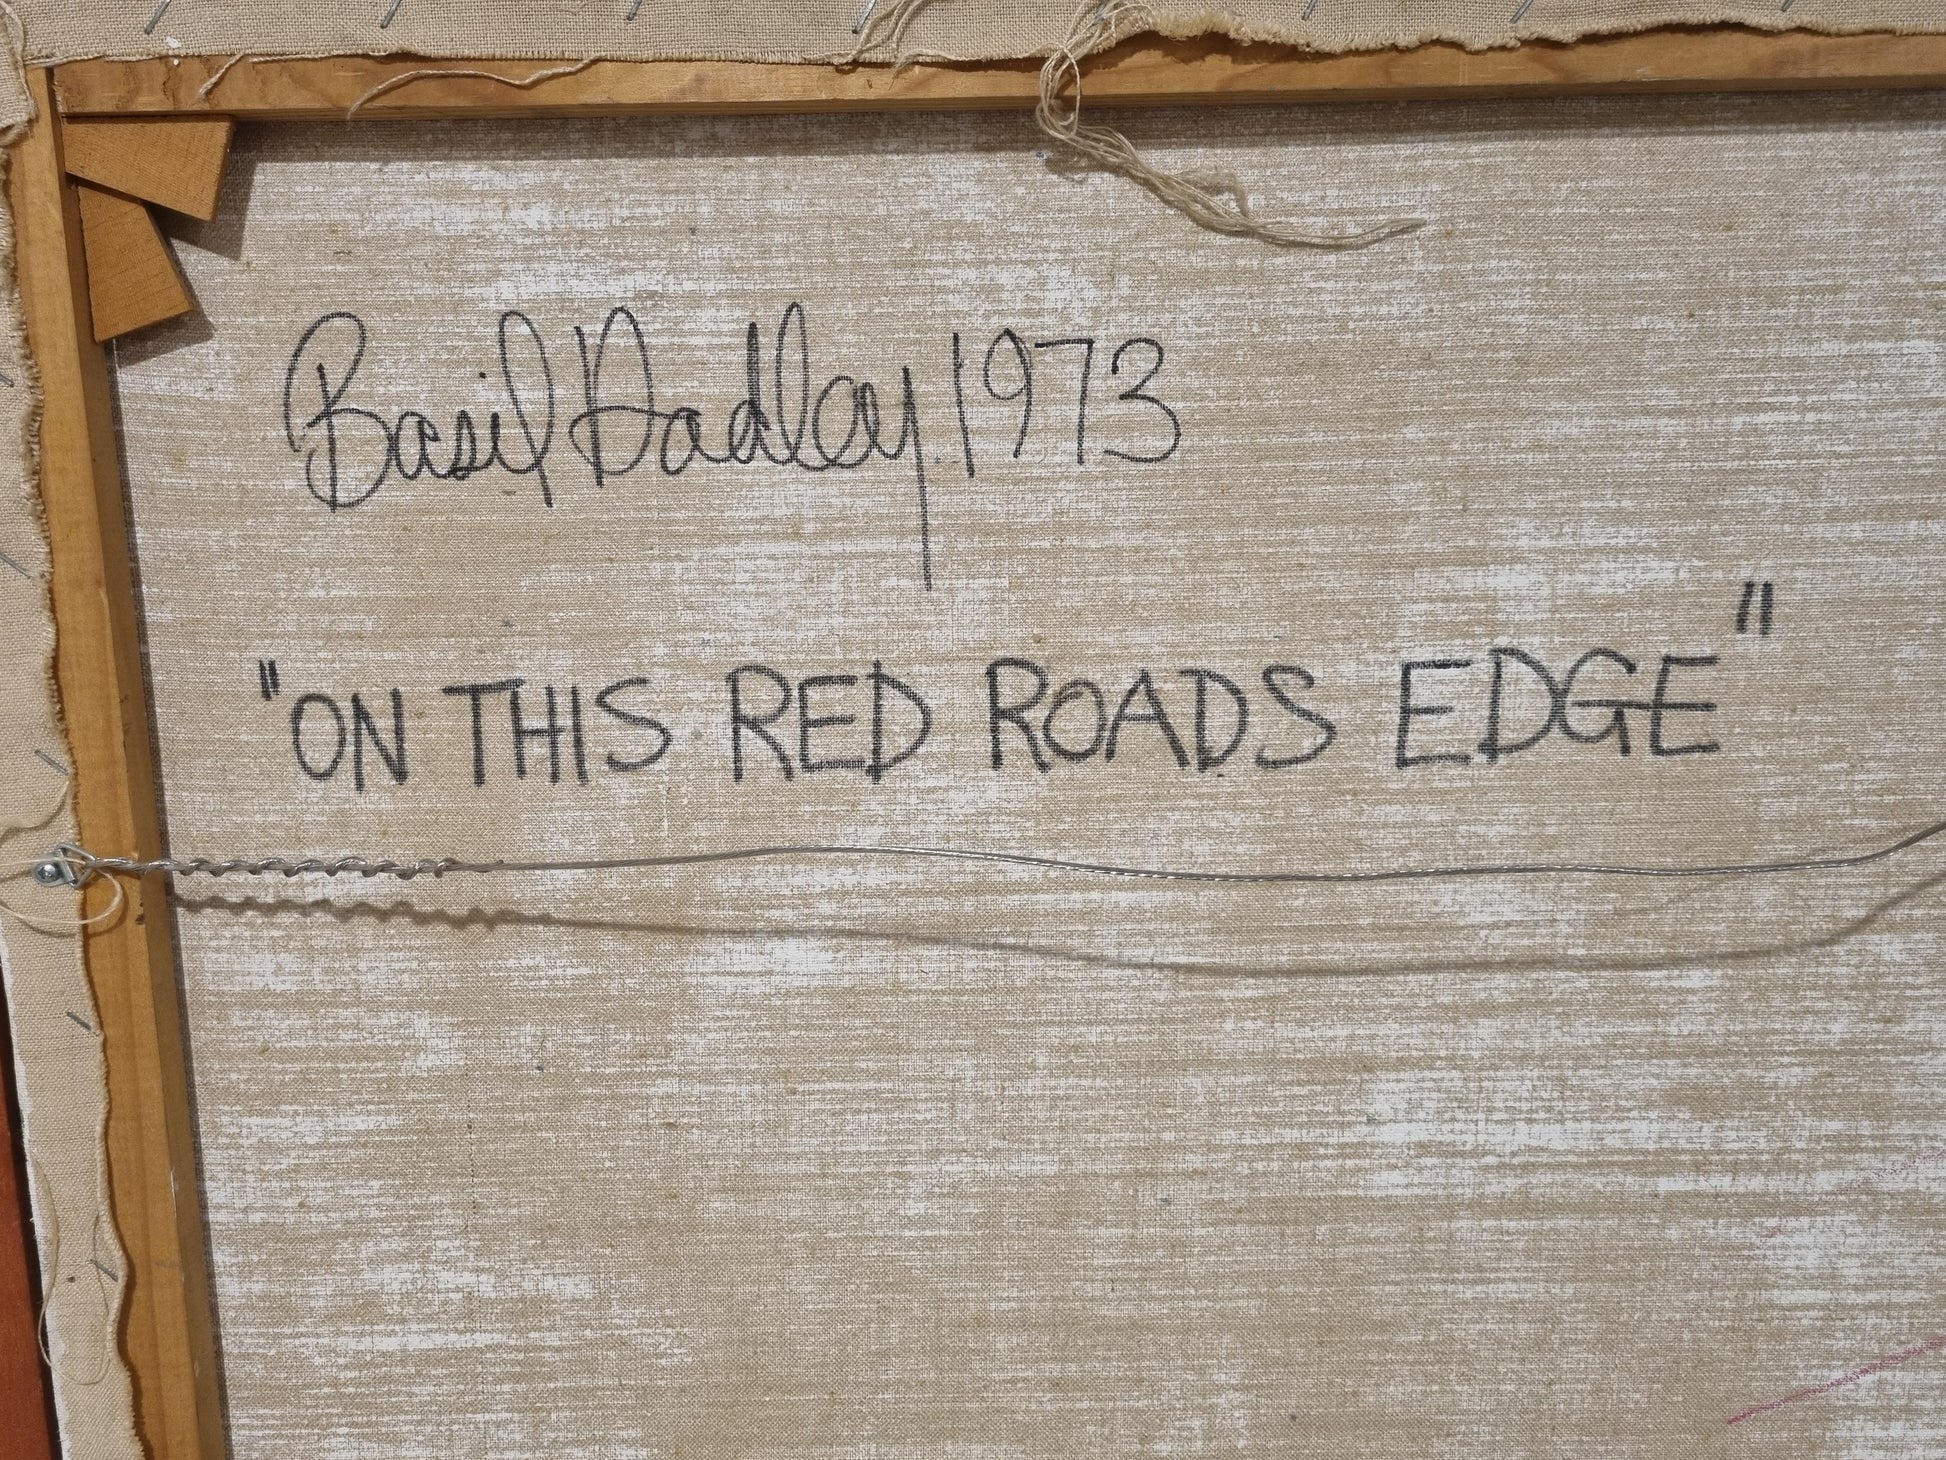 Basil Hadley 1973
"ON THIS RED ROADS EDGE"